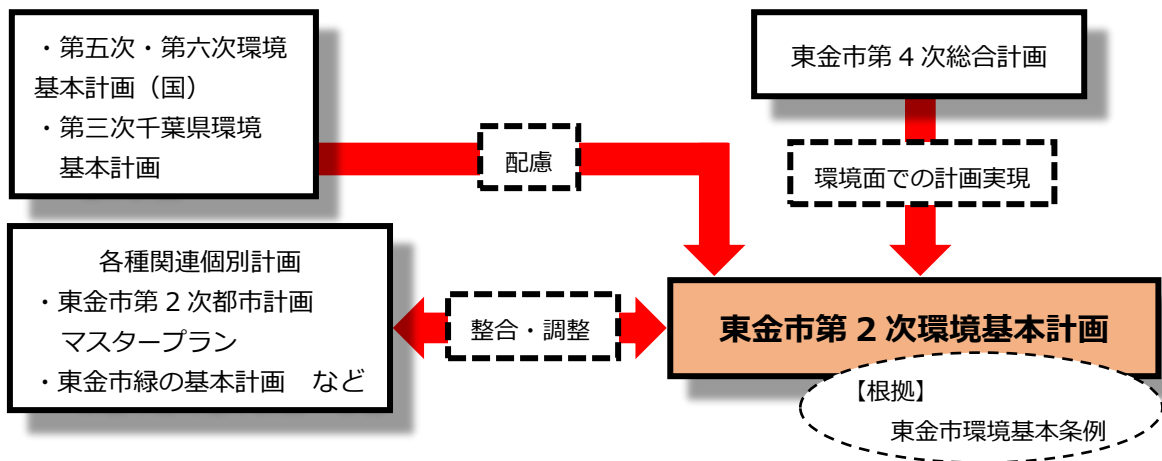 ・第五次・第六次環境
基本計画（国）
・第三次千葉県環境
基本計画
配慮
東金市第４次総合計画
環境面での計画実現
各種関連個別計画
・東金市第２次都市計画
マスタープラン
・東金市緑の基本計画　など
整合・調整
東金市第２次環境基本計画
【根拠】
東金市環境基本条例